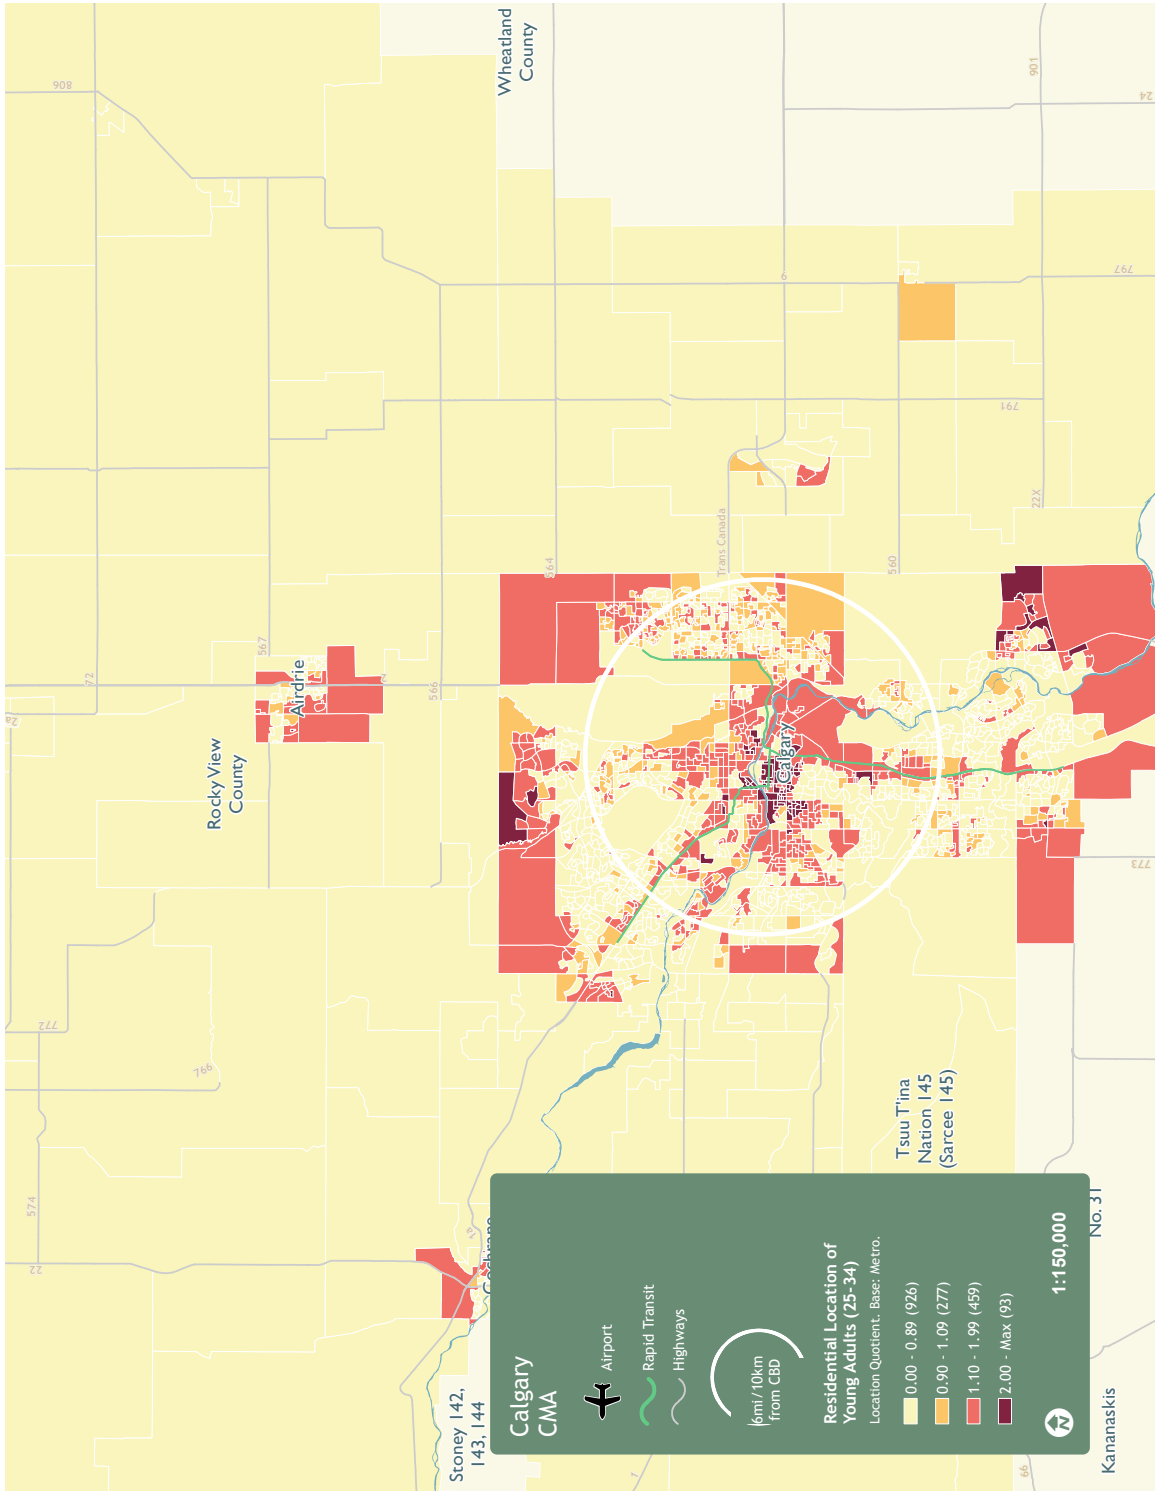 Calgary
CMA
Airport
Rapid Transit
Highways
6mi/10km
from CBD
Residential Location of
Young Adults (25-34)
Location Quotient. Base: Metro.
0.00 - 0.89 (926)
0.90 - 1.09 (277)
1.10 - 1.99 (459)
2.00 - Max (93)
N
1:150,000
Stoney 142,
143, 144
Cochrane
Kananaskis
No. 31
Tsuu T'ina
Nation 145
(Sarcee 145)
Rocky View
County
Airdrie
Calgary
Wheatland
County
Trans Canada
806
72
2
2a
567
566
564
560
772
766
574
22
1a
1
66
773
22X
791
797
9
901
24